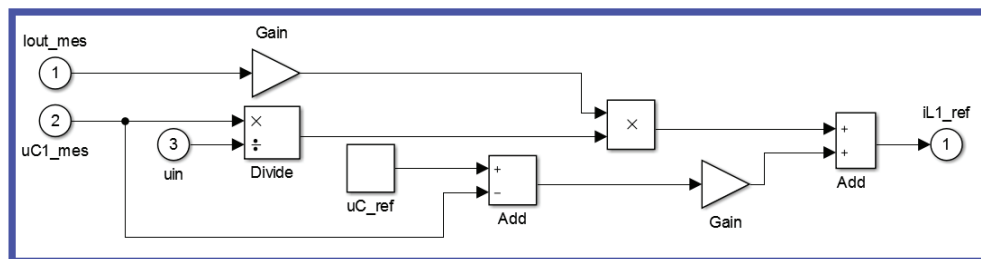 Iout_mes
Gain
1
2
uC1_mes
×
÷
Divide
3
uin
uC_ref
+
−
Add
×
Gain
+
+
Add
iL1_ref
1